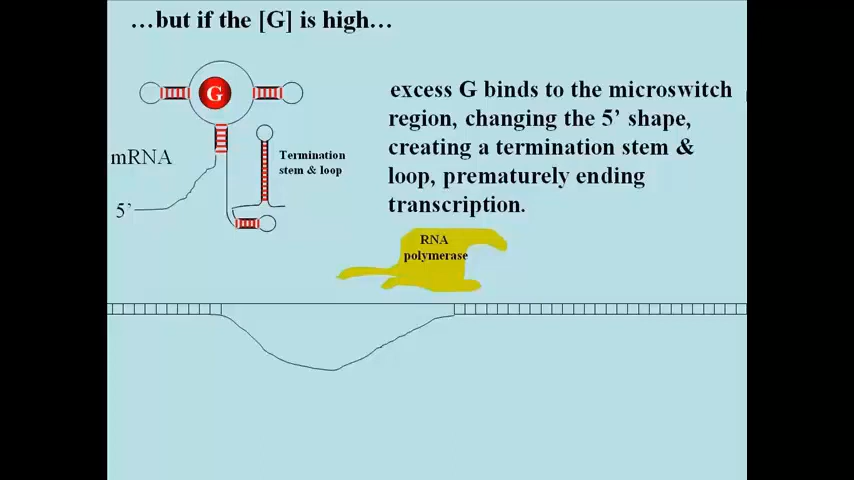 …but if the [G] is high…
excess G binds to the microswitch
region, changing the 5’ shape,
creating a termination stem &
loop, prematurely ending
transcription.
G
mRNA
Termination
stem & loop
5’
RNA
polymerase